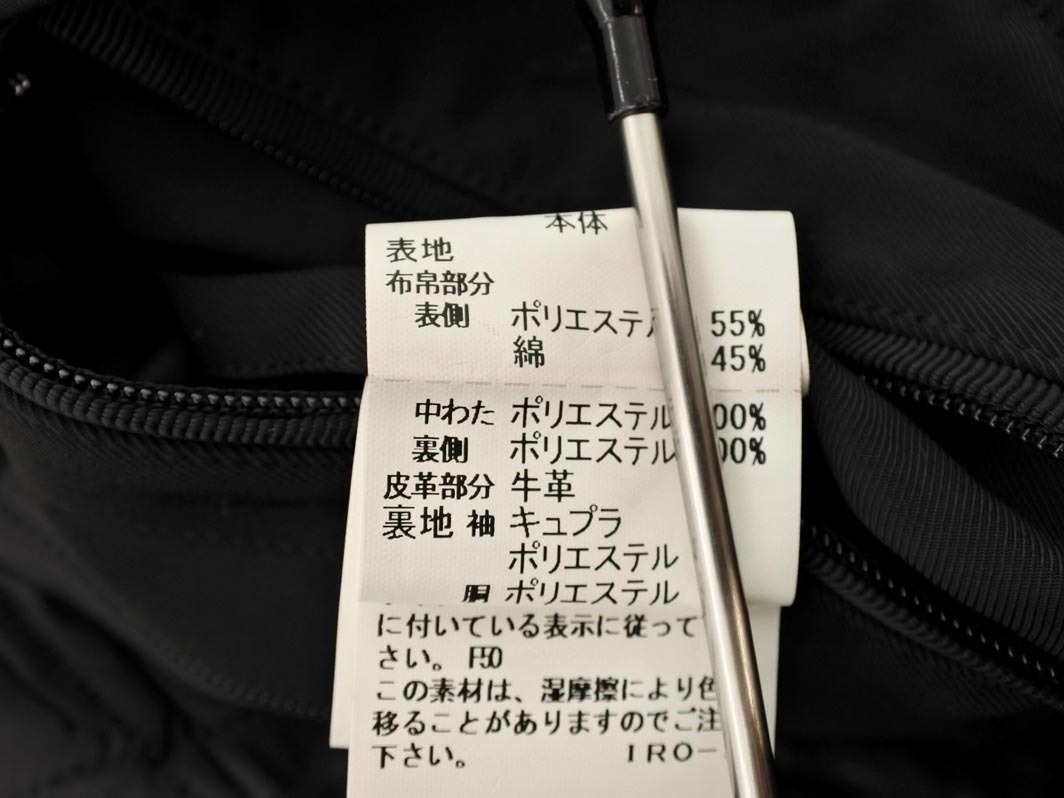 本体
表地
布帛部分
表側 ポリエステル 55%
綿 45%
中わた ポリエステル 00%
裏側 ポリエステル 00%
皮革部分 牛革
裏地 袖 キュプラ
ポリエステル
胴 ポリエステル
に付いている表示に従って
さい。 F50
この素材は、湿摩擦により色
移ることがありますのでご注
下さい。 IRO-